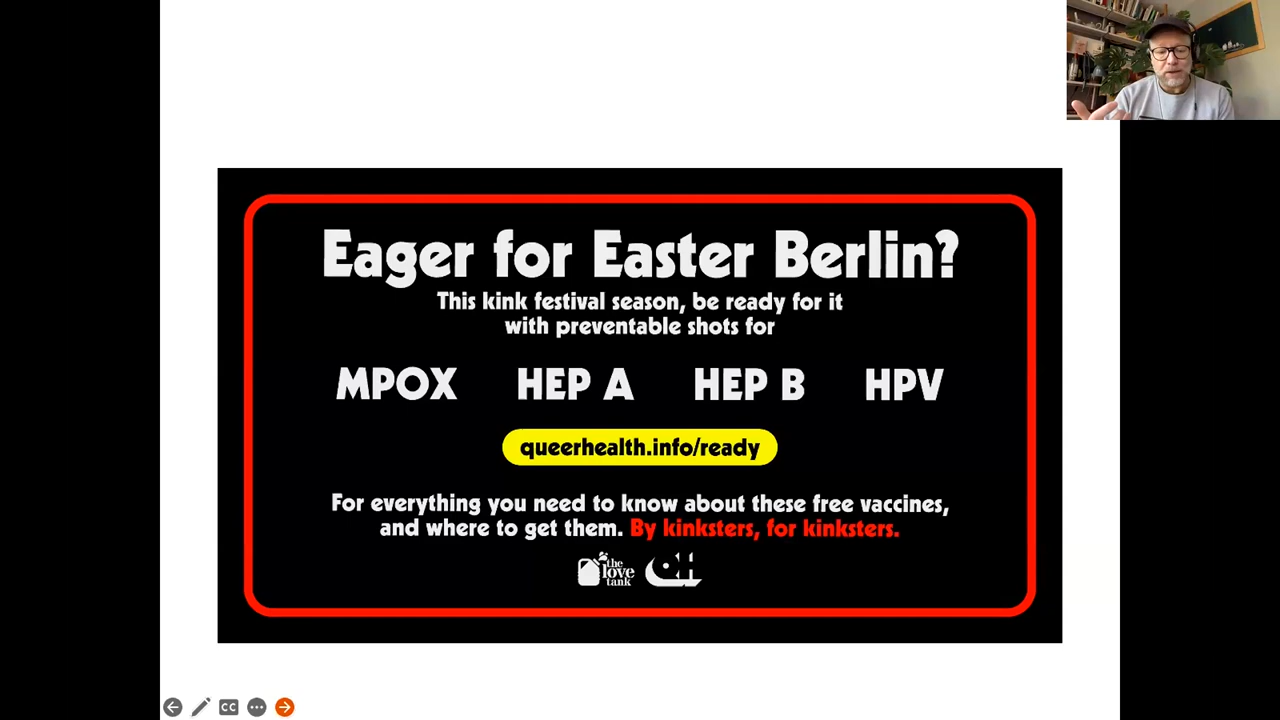 Eager for Easter Berlin?
This kink festival season, be ready for it
with preventable shots for
MPOX HEP A HEP B HPV
queerhealth.info/ready
For everything you need to know about these free vaccines,
and where to get them. By kinksters, for kinksters.
the
love
tank
QH
CC